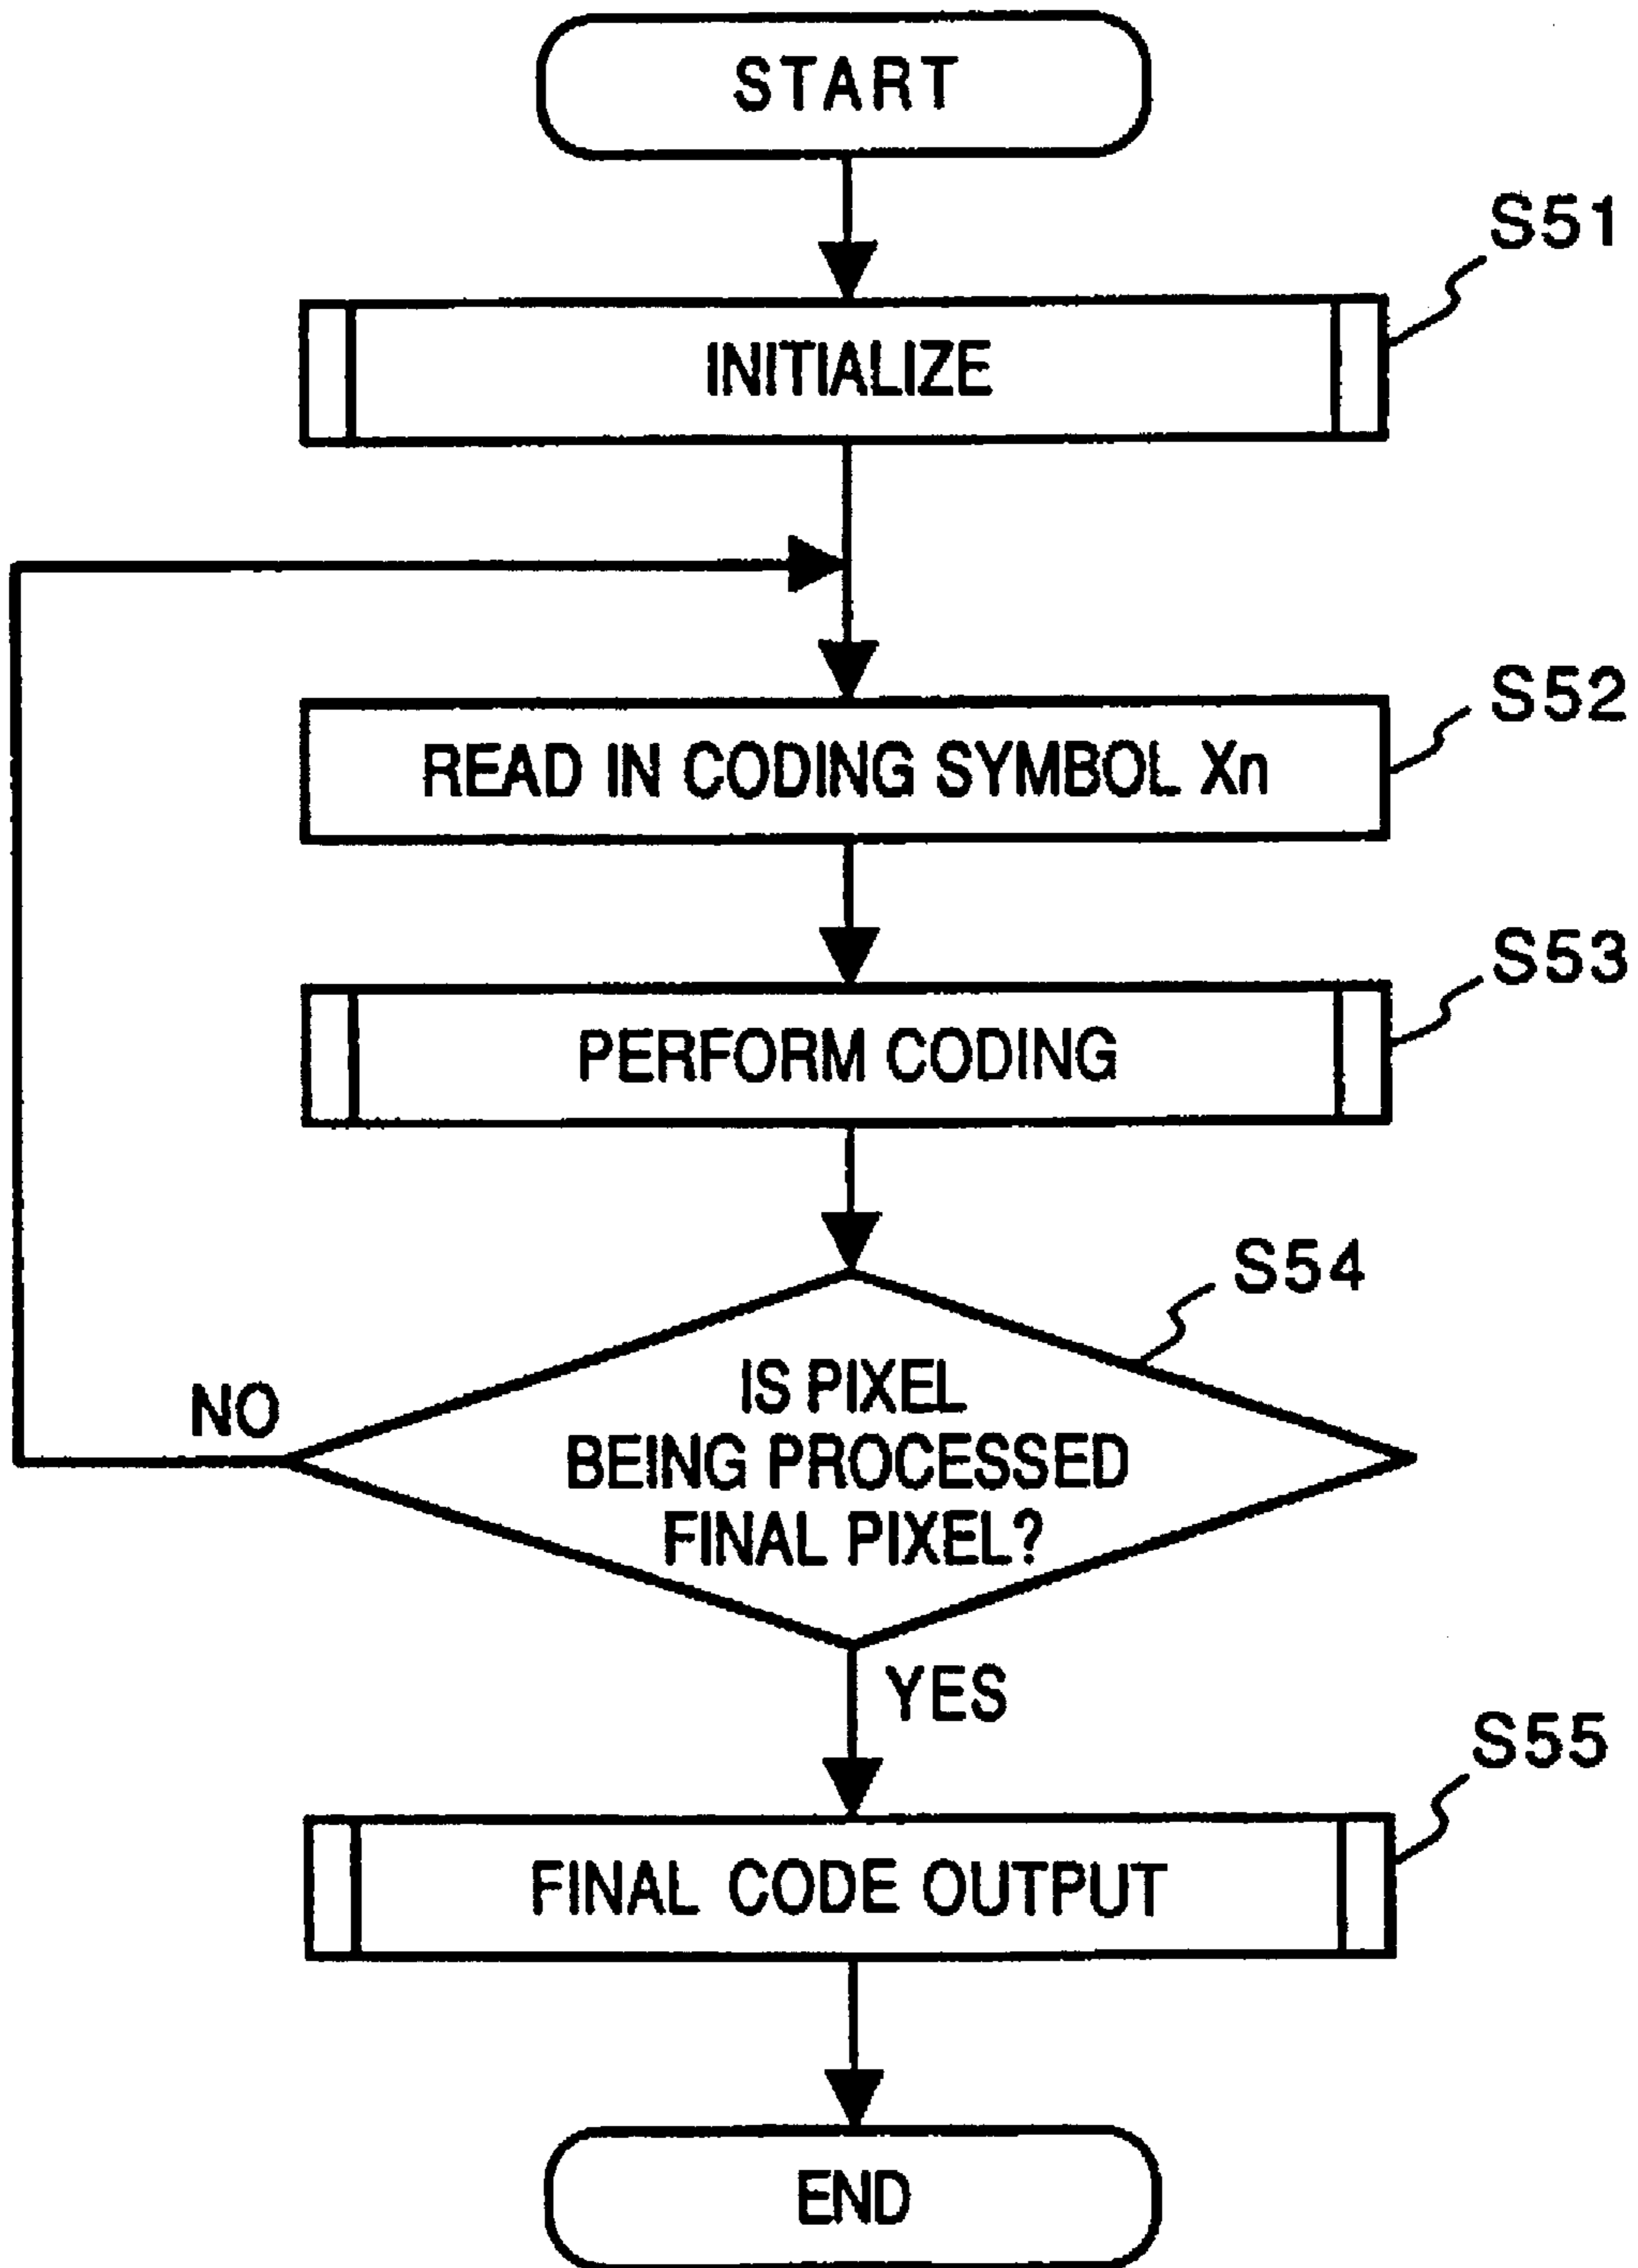 START
S51
INITIALIZE
S52
READ IN CODING SYMBOL Xn
S53
PERFORM CODING
S54
IS PIXEL
BEING PROCESSED
FINAL PIXEL?
NO
YES
S55
FINAL CODE OUTPUT
END